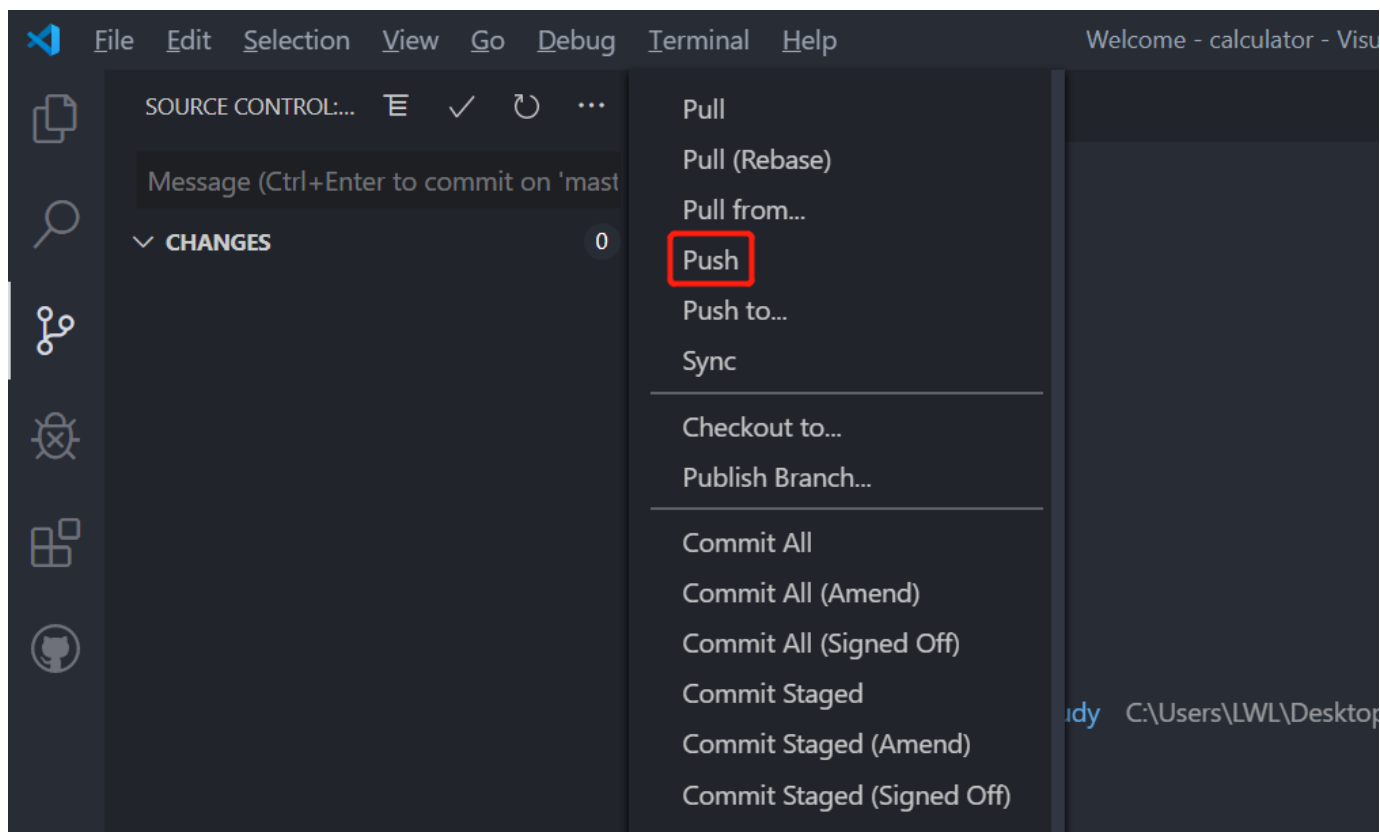 File Edit Selection View Go Debug Terminal Help Welcome - calculator - Visu
SOURCE CONTROL:...
Message (Ctrl+Enter to commit on 'mast
CHANGES 0
Pull
Pull (Rebase)
Pull from...
Push
Push to...
Sync
Checkout to...
Publish Branch...
Commit All
Commit All (Amend)
Commit All (Signed Off)
Commit Staged
Commit Staged (Amend)
Commit Staged (Signed Off)
udy C:\Users\LWL\Desktop